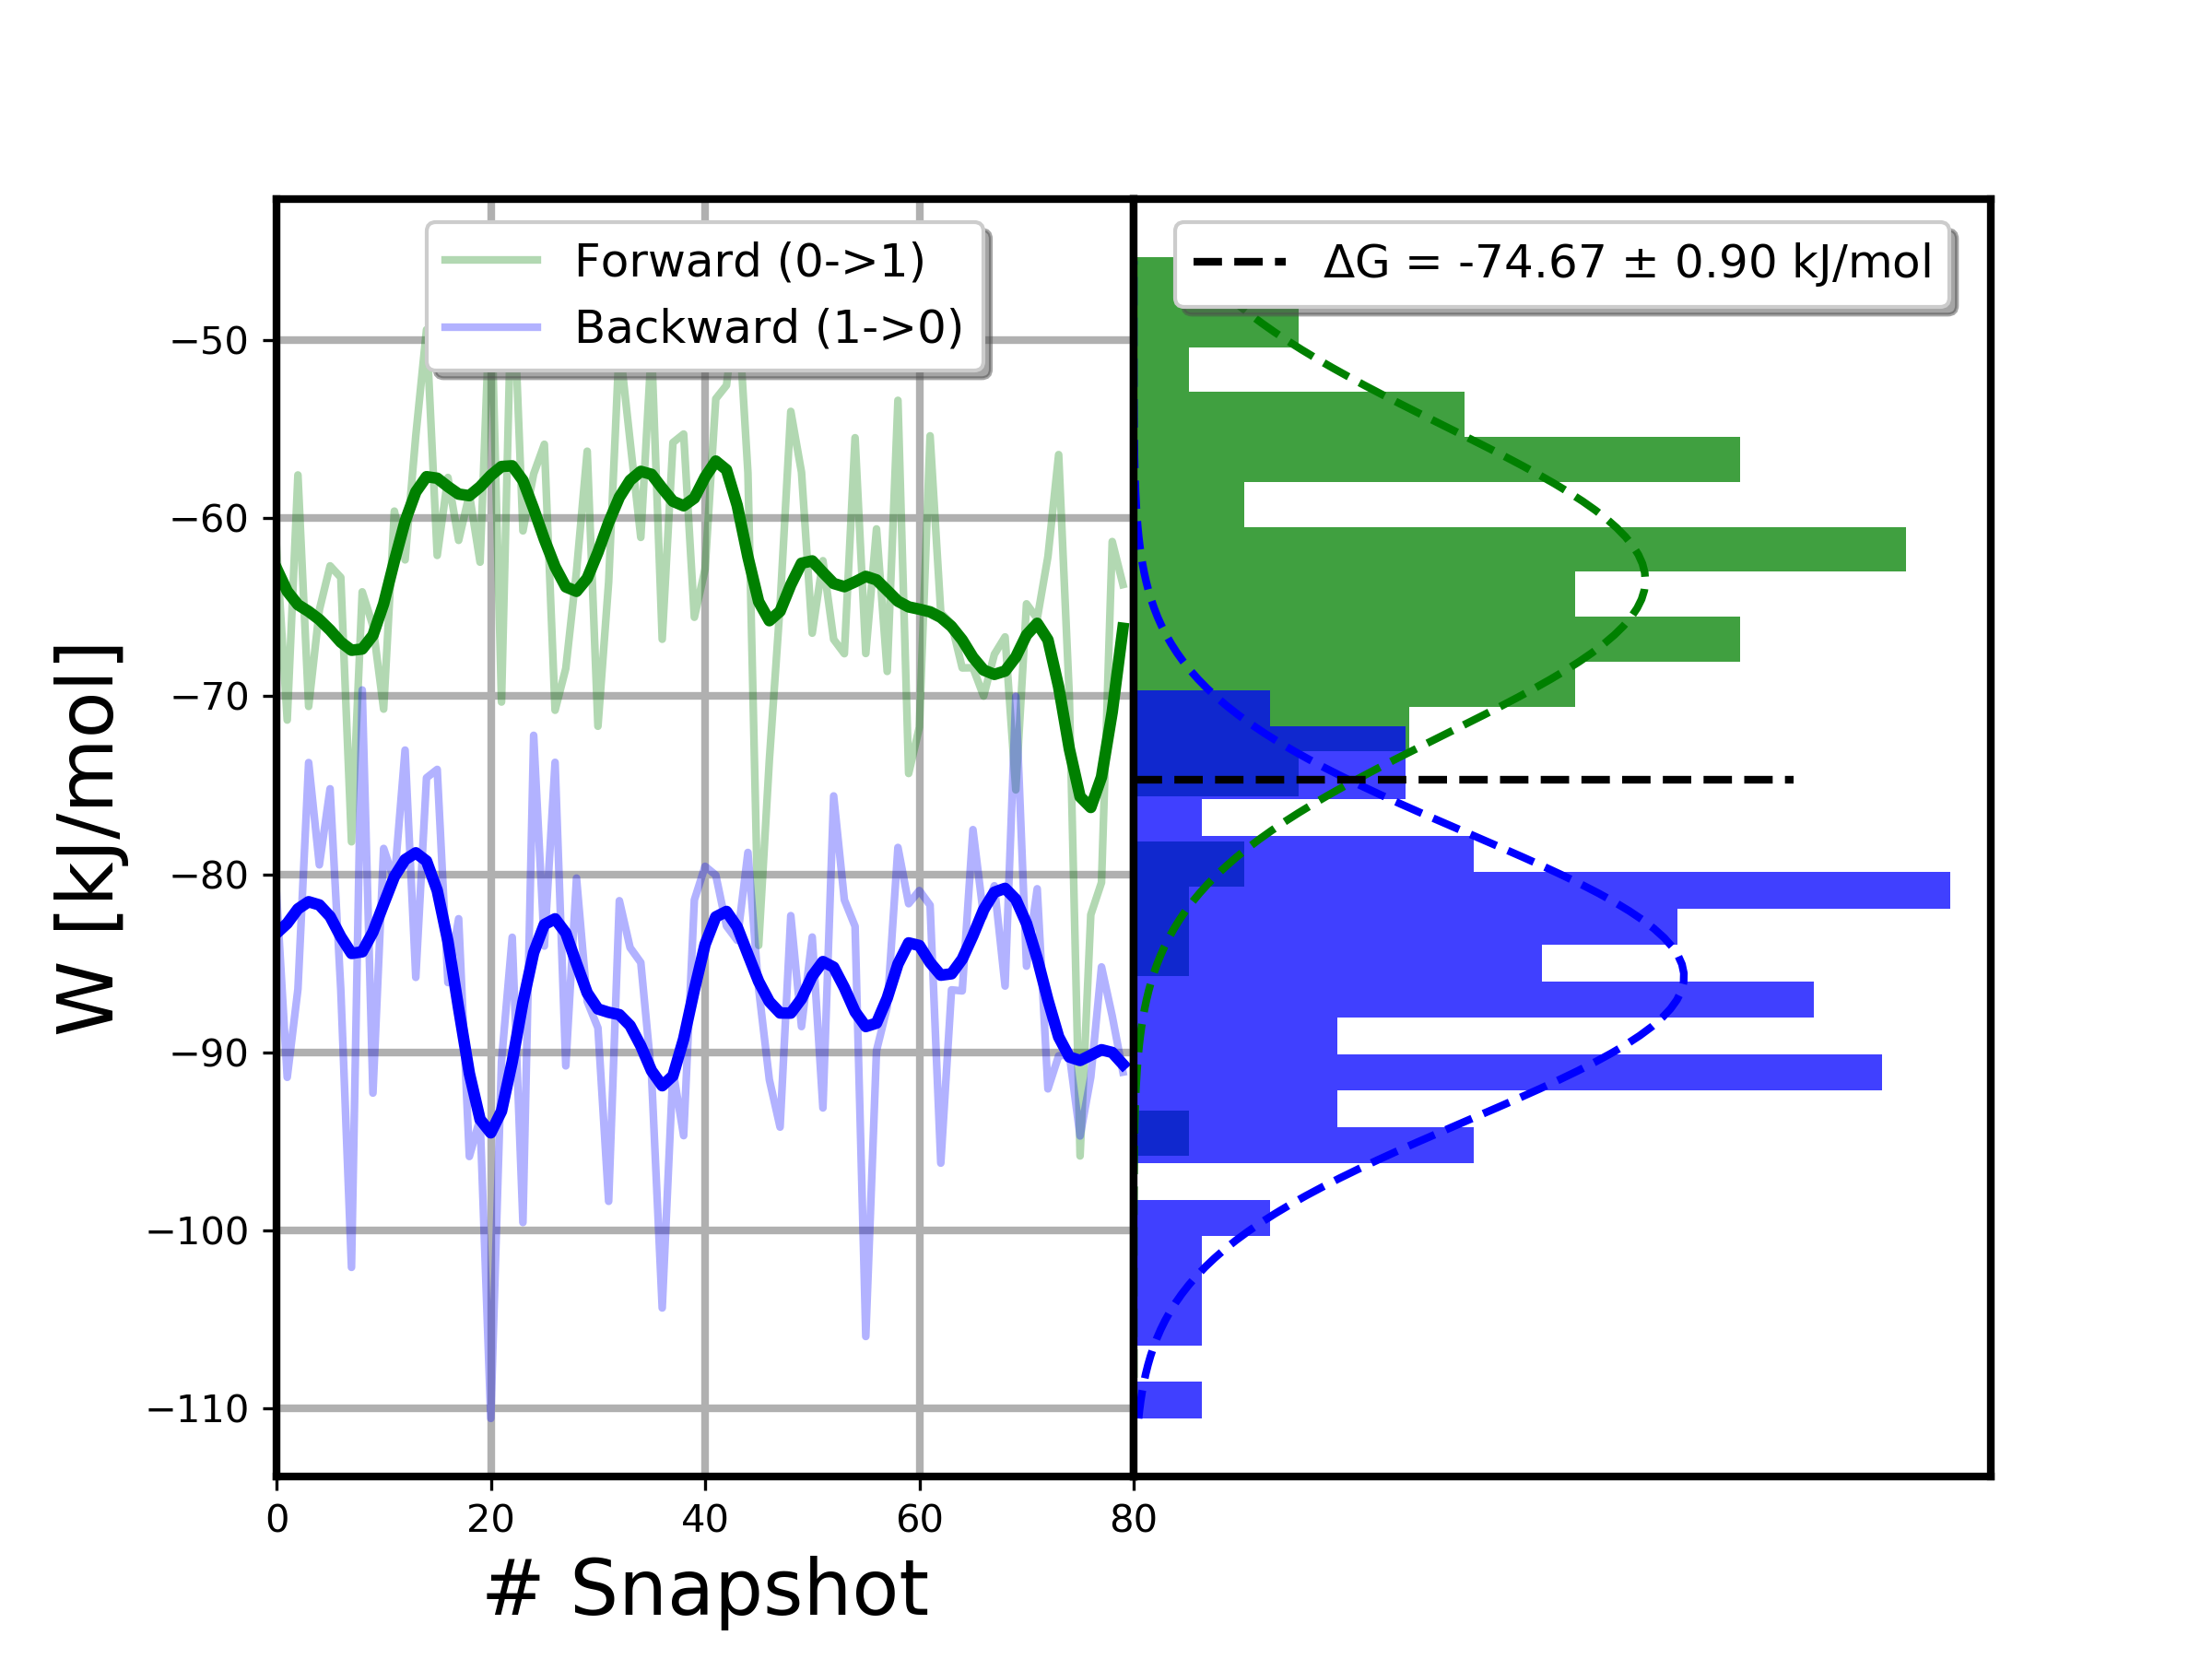 Forward (0->1)
Backward (1->0)
ΔG = -74.67 ± 0.90 kJ/mol
W [kJ/mol]
−50
−60
−70
−80
−90
−100
−110
0 20 40 60 80
# Snapshot